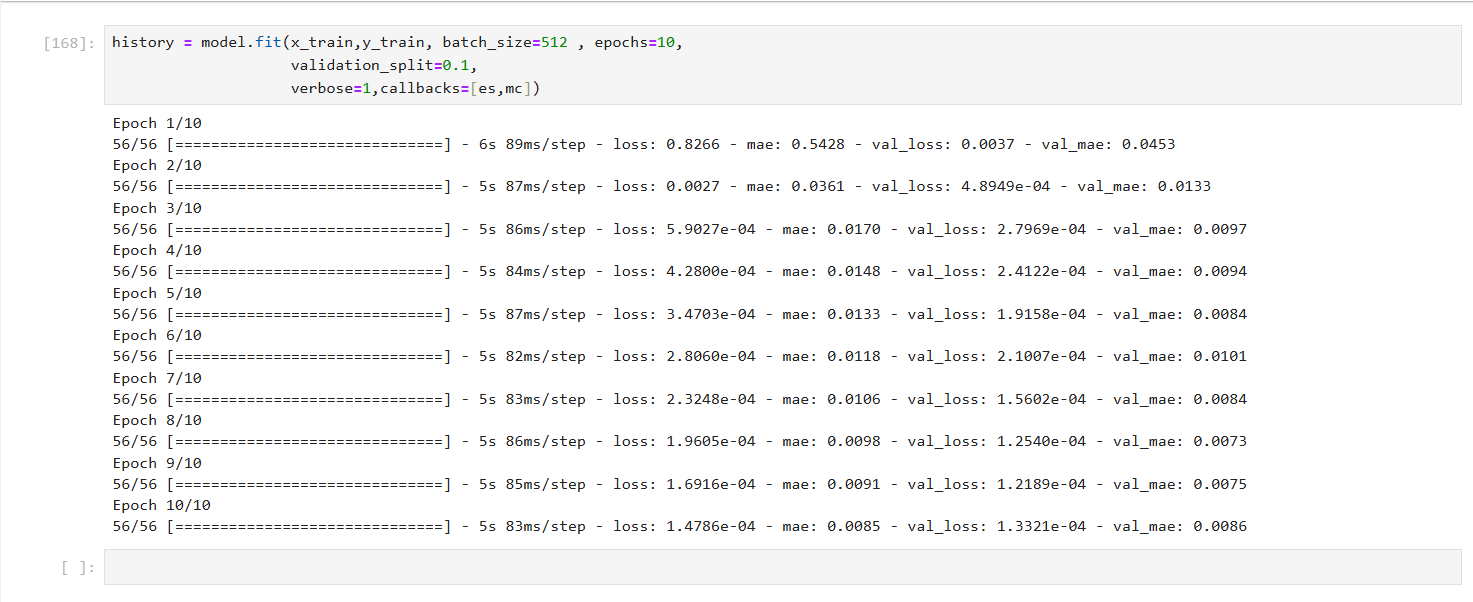 [168]: history = model.fit(x_train,y_train, batch_size=512 , epochs=10,
validation_split=0.1,
verbose=1,callbacks=[es,mc])
Epoch 1/10
56/56 [==============================] - 6s 89ms/step - loss: 0.8266 - mae: 0.5428 - val_loss: 0.0037 - val_mae: 0.0453
Epoch 2/10
56/56 [==============================] - 5s 87ms/step - loss: 0.0027 - mae: 0.0361 - val_loss: 4.8949e-04 - val_mae: 0.0133
Epoch 3/10
56/56 [==============================] - 5s 86ms/step - loss: 5.9027e-04 - mae: 0.0170 - val_loss: 2.7969e-04 - val_mae: 0.0097
Epoch 4/10
56/56 [==============================] - 5s 84ms/step - loss: 4.2800e-04 - mae: 0.0148 - val_loss: 2.4122e-04 - val_mae: 0.0094
Epoch 5/10
56/56 [==============================] - 5s 87ms/step - loss: 3.4703e-04 - mae: 0.0133 - val_loss: 1.9158e-04 - val_mae: 0.0084
Epoch 6/10
56/56 [==============================] - 5s 82ms/step - loss: 2.8060e-04 - mae: 0.0118 - val_loss: 2.1007e-04 - val_mae: 0.0101
Epoch 7/10
56/56 [==============================] - 5s 83ms/step - loss: 2.3248e-04 - mae: 0.0106 - val_loss: 1.5602e-04 - val_mae: 0.0084
Epoch 8/10
56/56 [==============================] - 5s 86ms/step - loss: 1.9605e-04 - mae: 0.0098 - val_loss: 1.2540e-04 - val_mae: 0.0073
Epoch 9/10
56/56 [==============================] - 5s 85ms/step - loss: 1.6916e-04 - mae: 0.0091 - val_loss: 1.2189e-04 - val_mae: 0.0075
Epoch 10/10
56/56 [==============================] - 5s 83ms/step - loss: 1.4786e-04 - mae: 0.0085 - val_loss: 1.3321e-04 - val_mae: 0.0086
[ ]: